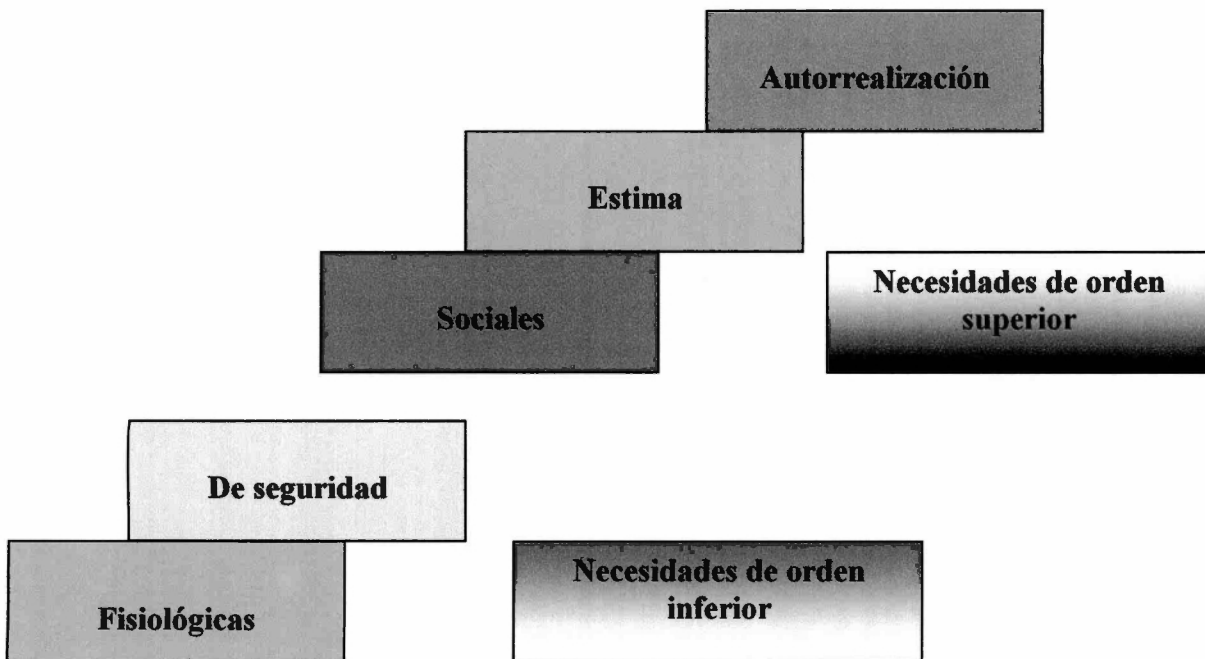 Autorrealización
Estima
Sociales
Necesidades de orden
superior
De seguridad
Fisiológicas
Necesidades de orden
inferior